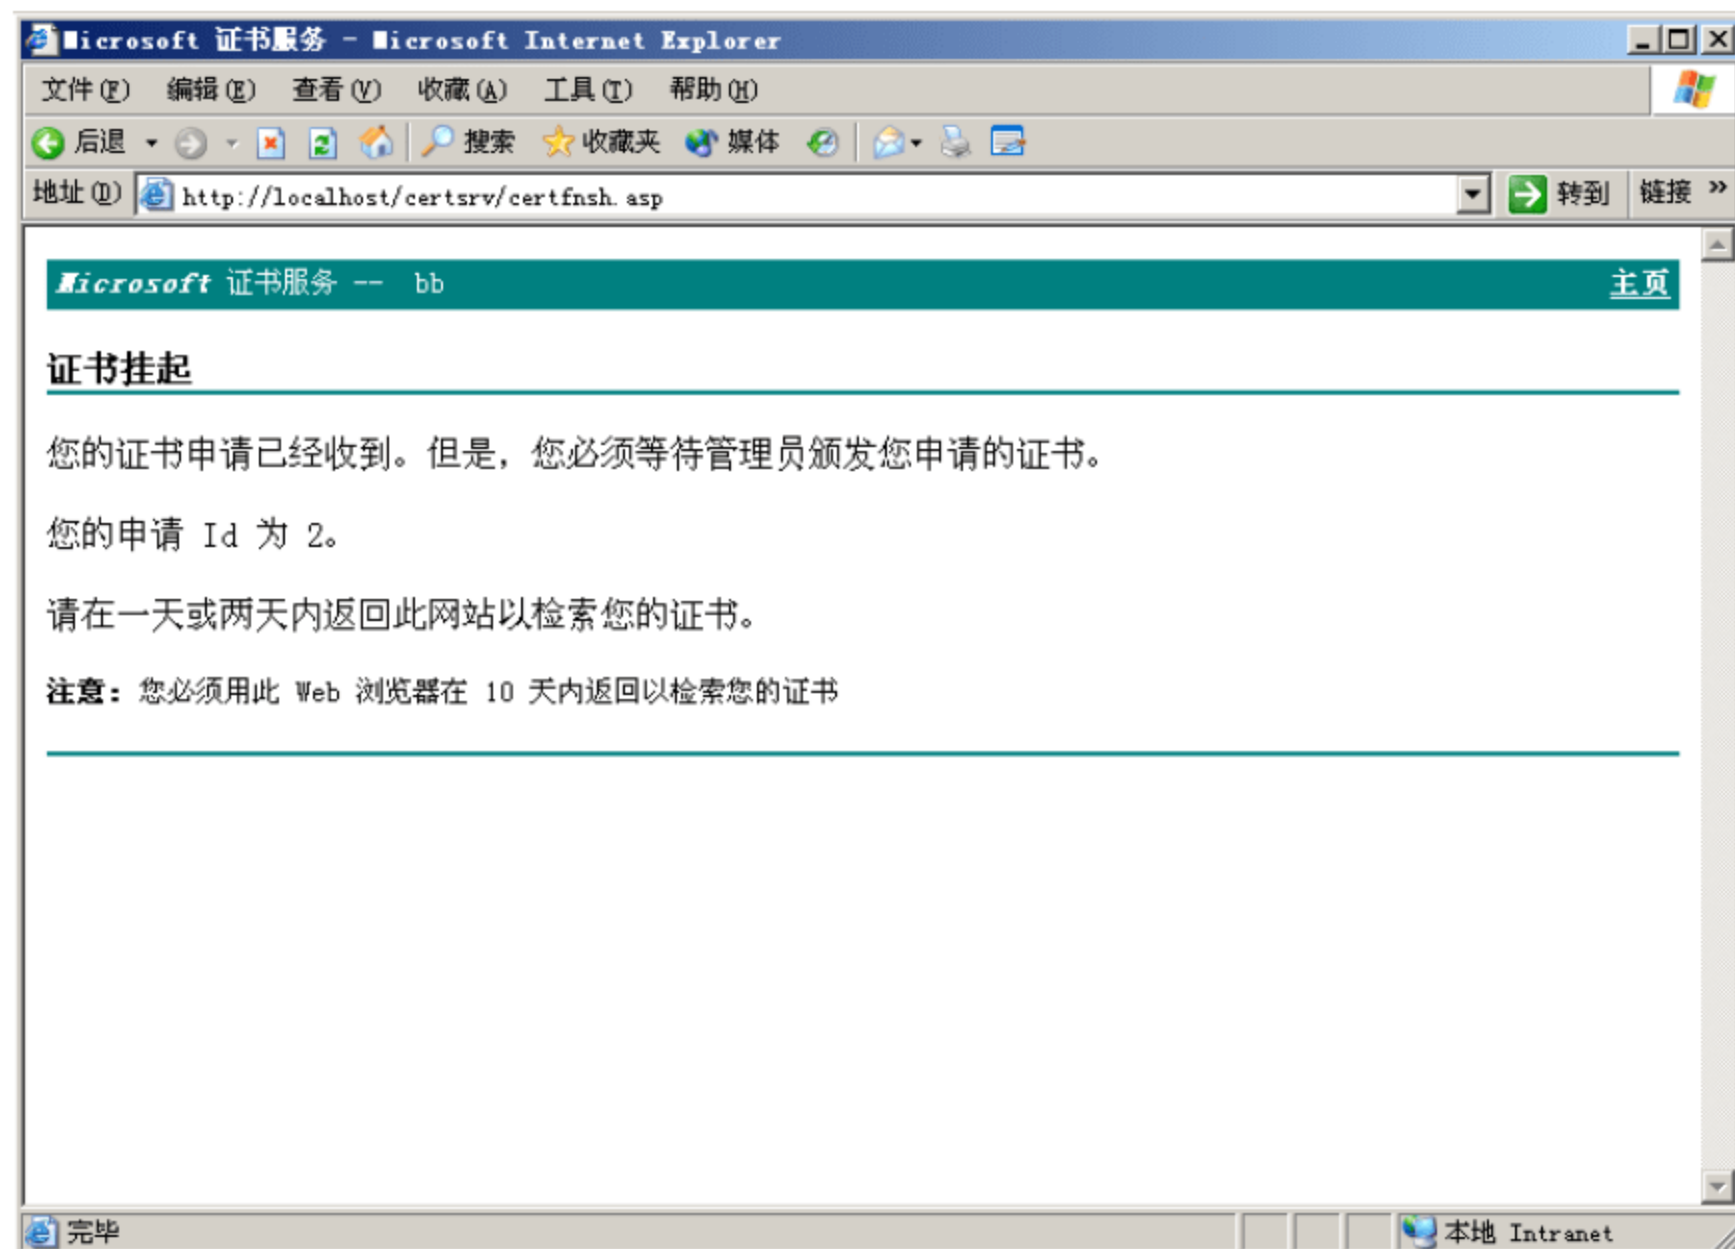 Microsoft 证书服务 - Microsoft Internet Explorer
文件(F) 编辑(E) 查看(V) 收藏(A) 工具(T) 帮助(H)
后退 搜索 收藏夹 媒体
地址(D) http://localhost/certsrv/certfnsh.asp 转到 链接 »
Microsoft 证书服务 -- bb 主页
证书挂起
您的证书申请已经收到。但是，您必须等待管理员颁发您申请的证书。
您的申请 Id 为 2。
请在一天或两天内返回此网站以检索您的证书。
注意：您必须用此 Web 浏览器在 10 天内返回以检索您的证书
完毕 本地 Intranet